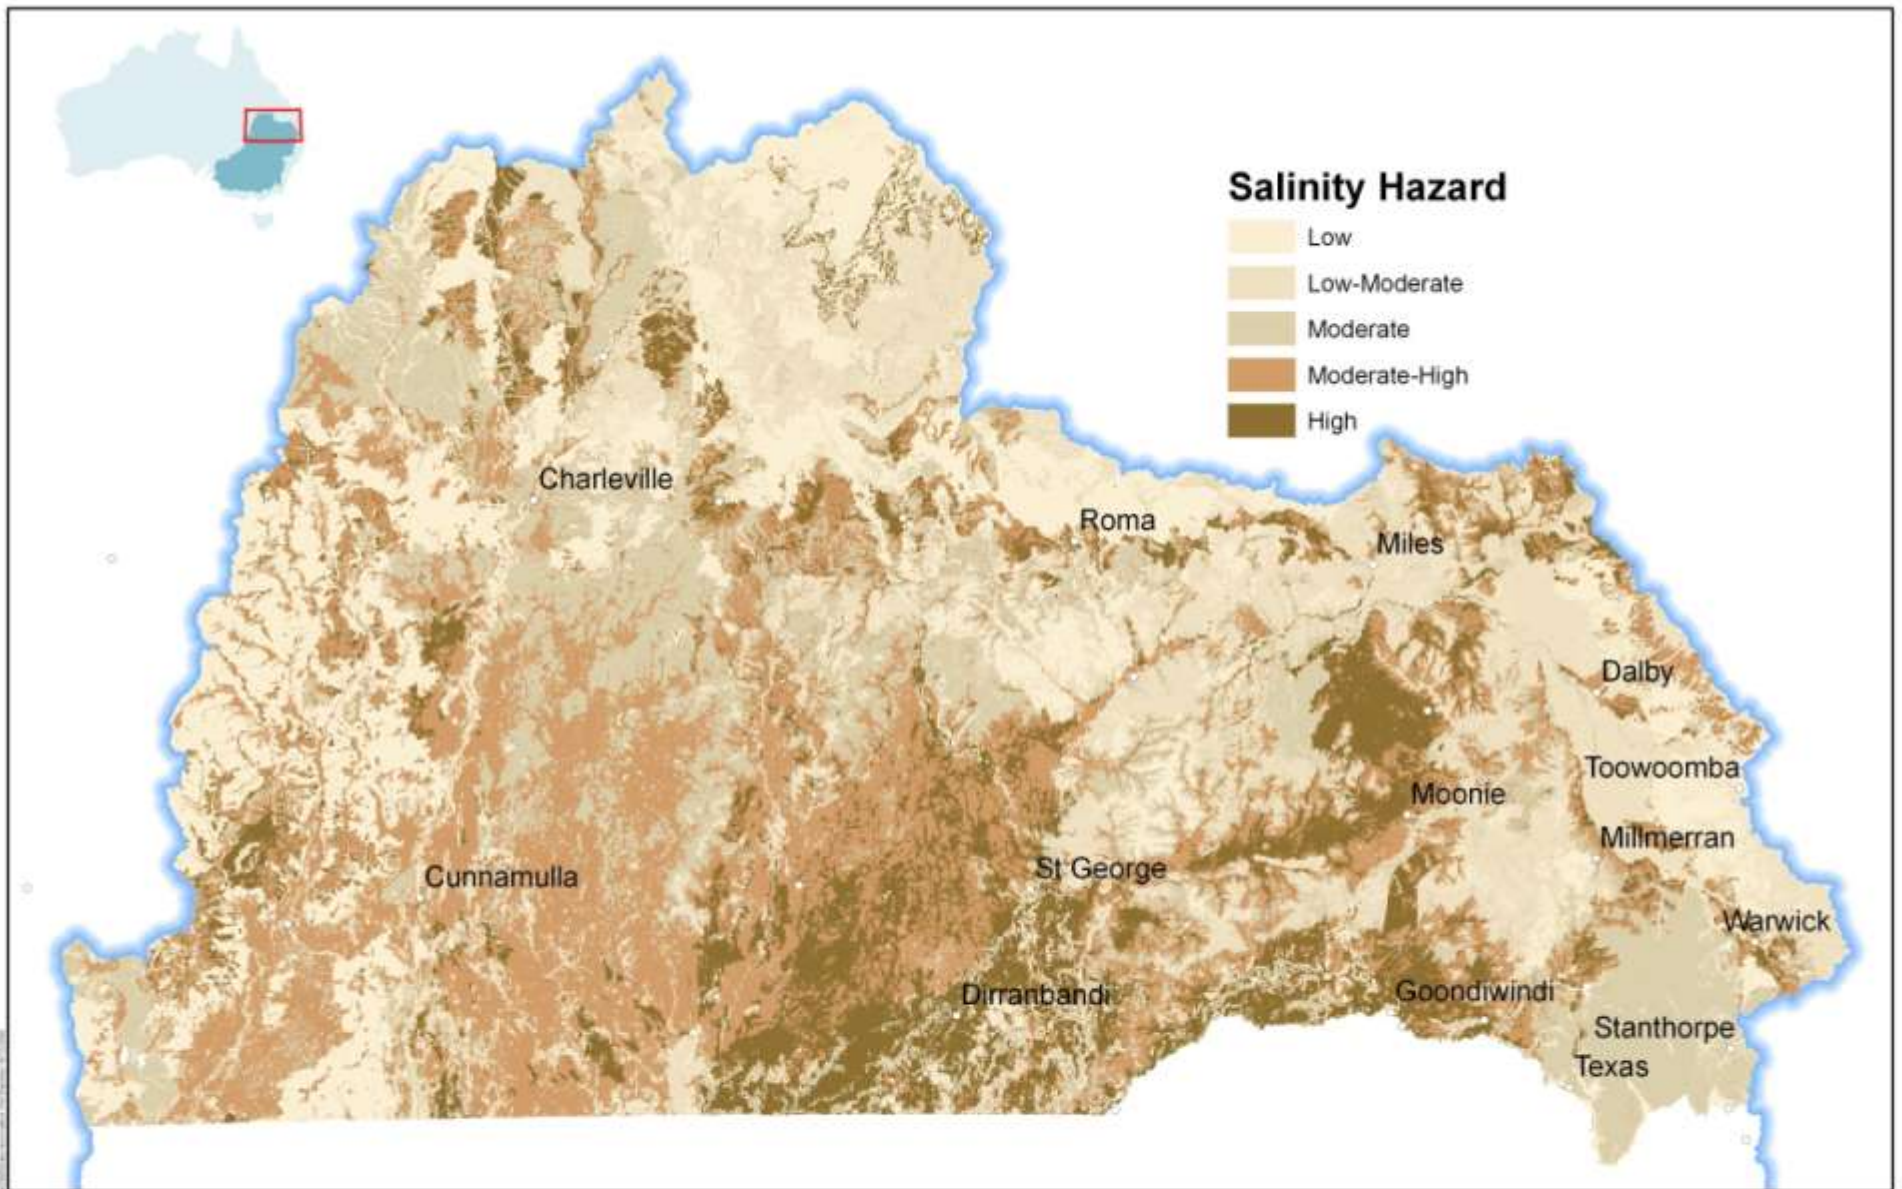 Salinity Hazard
Low
Low-Moderate
Moderate
Moderate-High
High
Charleville
Roma
Miles
Dalby
Toowoomba
Moonie
Millmerran
St George
Cunnamulla
Warwick
Dirranbandi
Goondiwindi
Stanthorpe
Texas